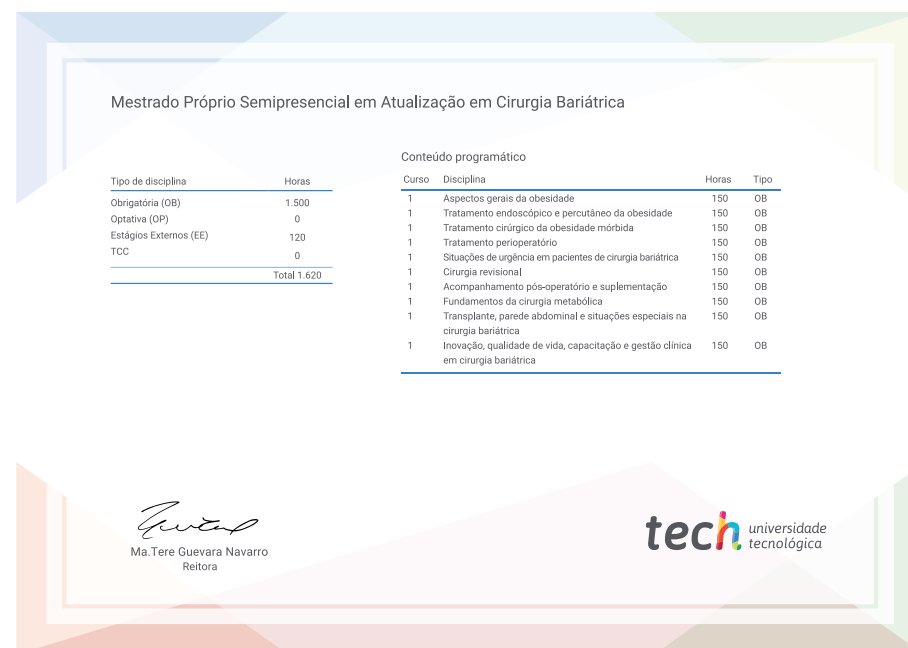 Mestrado Próprio Semipresencial em Atualização em Cirurgia Bariátrica
Tipo de disciplina Horas
Obrigatória (OB) 1.500
Optativa (OP) 0
Estágios Externos (EE) 120
TCC 0
Total 1.620
Conteúdo programático
Curso Disciplina Horas Tipo
1 Aspectos gerais da obesidade 150 OB
1 Tratamento endoscópico e percutâneo da obesidade 150 OB
1 Tratamento cirúrgico da obesidade mórbida 150 OB
1 Tratamento perioperatório 150 OB
1 Situações de urgência em pacientes de cirurgia bariátrica 150 OB
1 Cirurgia revisional 150 OB
1 Acompanhamento pós-operatório e suplementação 150 OB
1 Fundamentos da cirurgia metabólica 150 OB
1 Transplante, parede abdominal e situações especiais na 150 OB
cirurgia bariátrica
1 Inovação, qualidade de vida, capacitação e gestão clínica 150 OB
em cirurgia bariátrica
Ma.Tere Guevara Navarro
Reitora
tech universidade
tecnológica